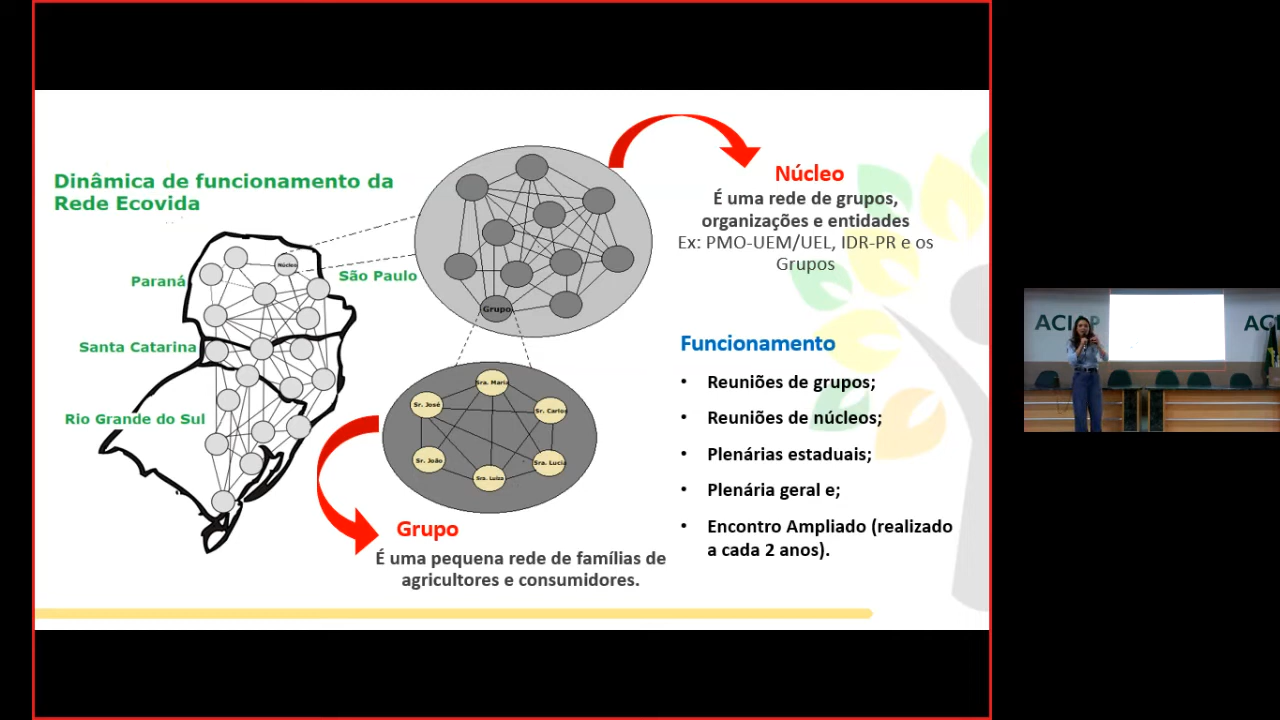 Dinâmica de funcionamento da
Rede Ecovida
Paraná
São Paulo
Santa Catarina
Rio Grande do Sul
Núcleo
Grupo
Sra. Maria
Sr. José
Sr. Carlos
Sr. João
Sra. Luiza
Sra. Lucia
Grupo
É uma pequena rede de famílias de
agricultores e consumidores.
Núcleo
É uma rede de grupos,
organizações e entidades
Ex: PMO-UEM/UEL, IDR-PR e os
Grupos
Funcionamento
• Reuniões de grupos;
• Reuniões de núcleos;
• Plenárias estaduais;
• Plenária geral e;
• Encontro Ampliado (realizado
a cada 2 anos).